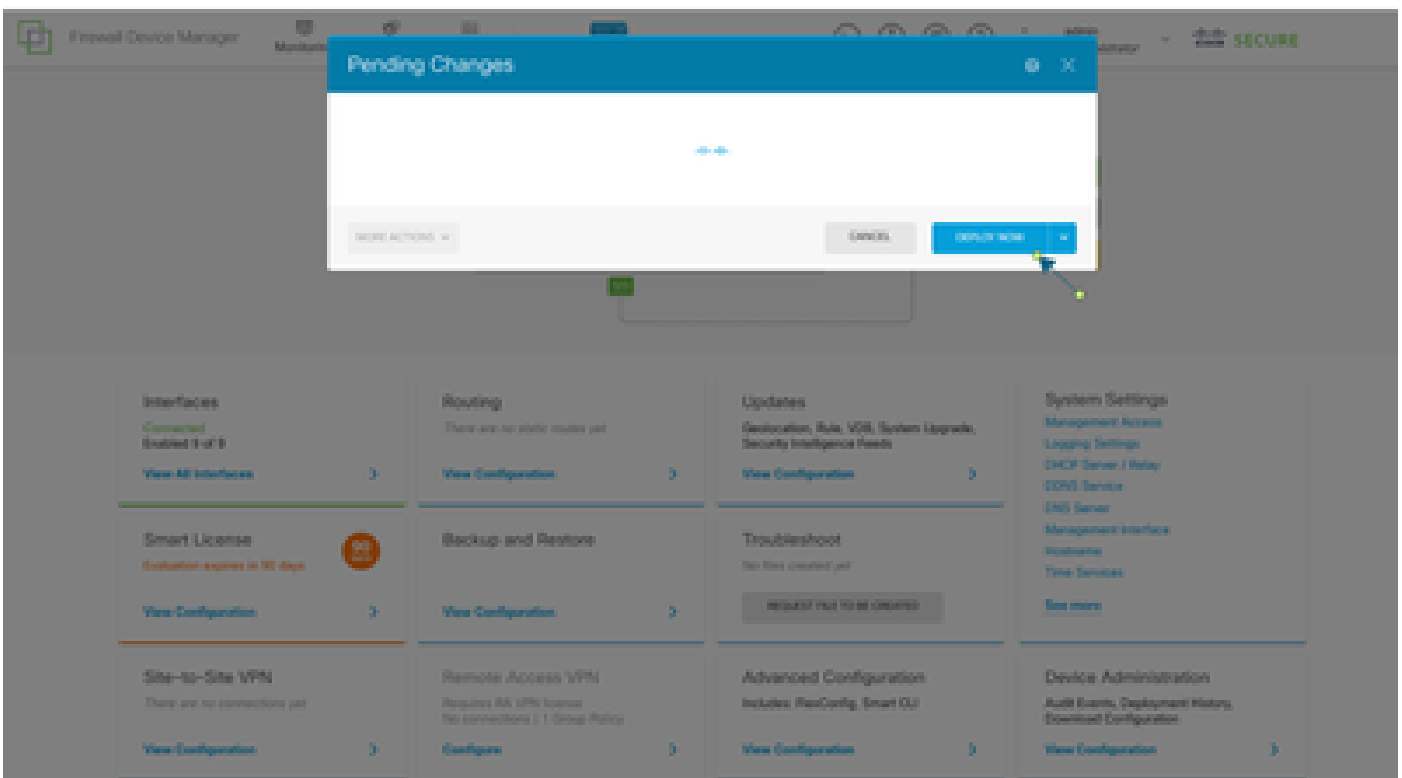 Firewall Device Manager
SECURE
Pending Changes
MORE ACTIONS
CANCEL
DEPLOY NOW
Interfaces
Connected
Enabled 9 of 9
View All Interfaces
Routing
There are no static routes yet
View Configuration
Updates
Geolocation, Rule, VDB, System Upgrade,
Security Intelligence Feeds
View Configuration
System Settings
Management Access
Logging Settings
DHCP Server / Relay
DDNS Service
DNS Server
Management Interface
Hostname
Time Services
See more
Smart License
Evaluation expires in 90 days
View Configuration
Backup and Restore
View Configuration
Troubleshoot
No files created yet
REQUEST FILE TO BE CREATED
Site-to-Site VPN
There are no connections yet
View Configuration
Remote Access VPN
Requires RA VPN license
No connections | 1 Group Policy
Configure
Advanced Configuration
Includes: FlexConfig, Smart CLI
View Configuration
Device Administration
Audit Events, Deployment History,
Download Configuration
View Configuration